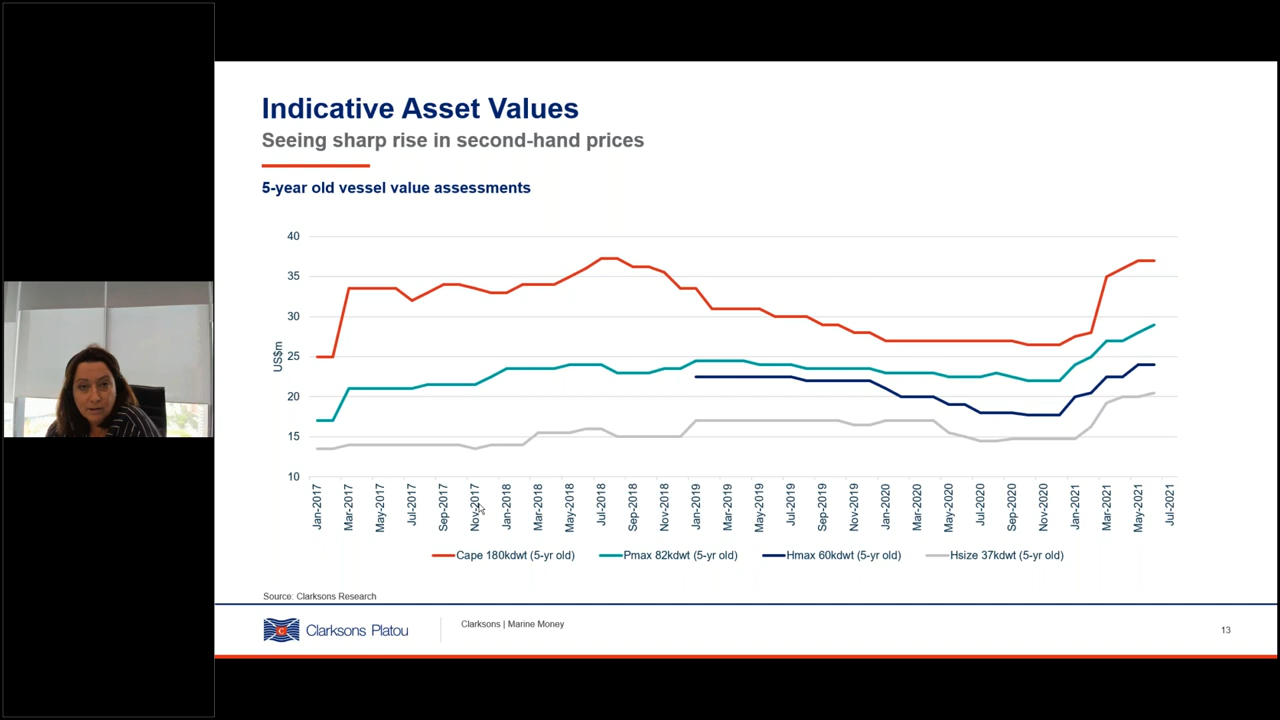 Indicative Asset Values
Seeing sharp rise in second-hand prices
5-year old vessel value assessments
US$m
40
35
30
25
20
15
10
Jan-2017
Mar-2017
May-2017
Jul-2017
Sep-2017
Nov-2017
Jan-2018
Mar-2018
May-2018
Jul-2018
Sep-2018
Nov-2018
Jan-2019
Mar-2019
May-2019
Jul-2019
Sep-2019
Nov-2019
Jan-2020
Mar-2020
May-2020
Jul-2020
Sep-2020
Nov-2020
Jan-2021
Mar-2021
May-2021
Jul-2021
Cape 180kdwt (5-yr old)
Pmax 82kdwt (5-yr old)
Hmax 60kdwt (5-yr old)
Hsize 37kdwt (5-yr old)
Source: Clarksons Research
Clarksons Platou
Clarksons | Marine Money
13